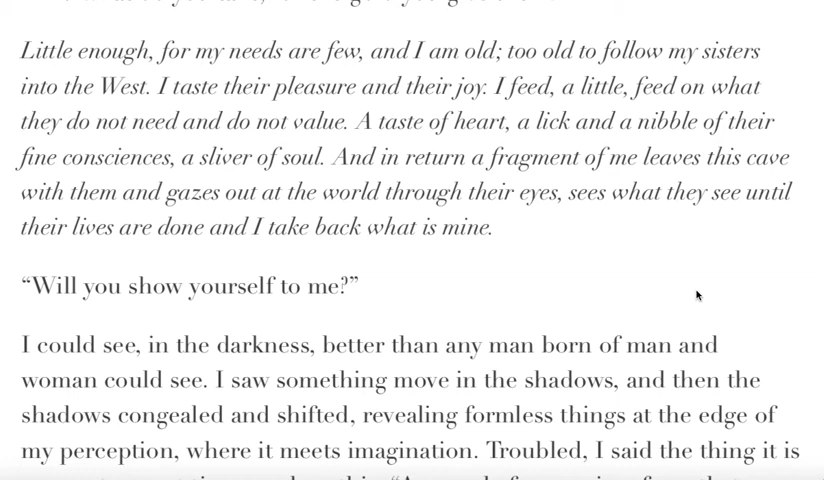 Little enough, for my needs are few, and I am old; too old to follow my sisters
into the West. I taste their pleasure and their joy. I feed, a little, feed on what
they do not need and do not value. A taste of heart, a lick and a nibble of their
fine consciences, a sliver of soul. And in return a fragment of me leaves this cave
with them and gazes out at the world through their eyes, sees what they see until
their lives are done and I take back what is mine.
“Will you show yourself to me?”
I could see, in the darkness, better than any man born of man and
woman could see. I saw something move in the shadows, and then the
shadows congealed and shifted, revealing formless things at the edge of
my perception, where it meets imagination. Troubled, I said the thing it is